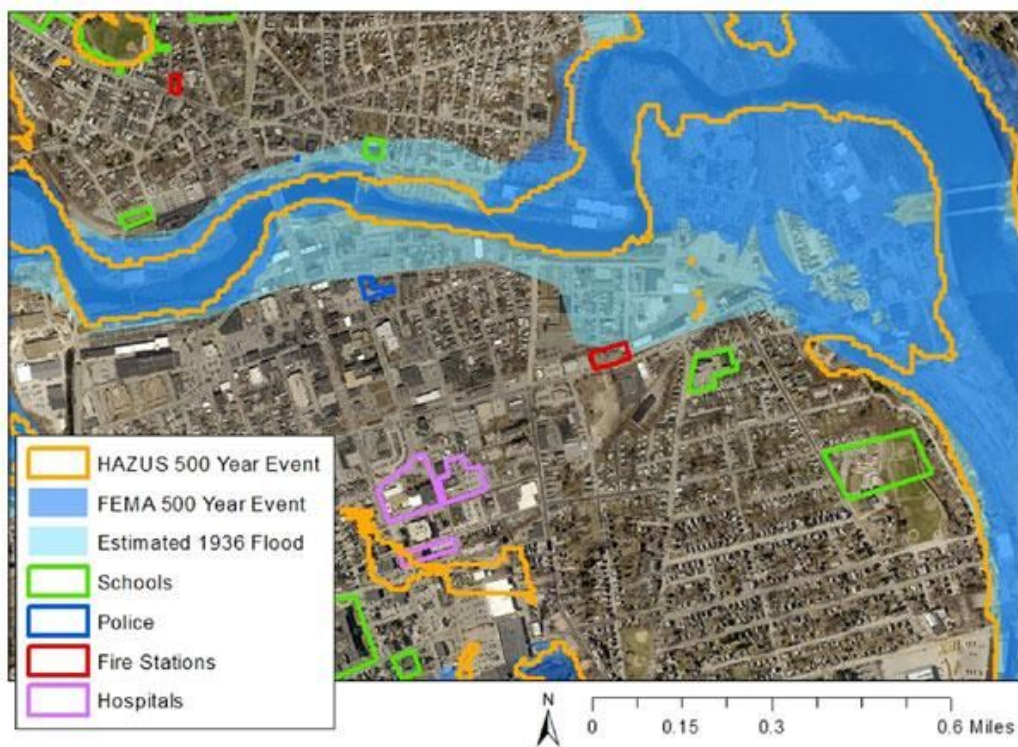 HAZUS 500 Year Event
FEMA 500 Year Event
Estimated 1936 Flood
Schools
Police
Fire Stations
Hospitals
N
0 0.15 0.3 0.6 Miles